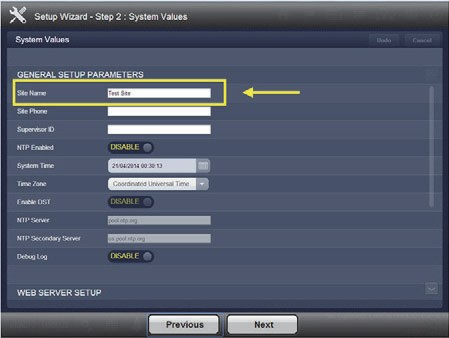 Setup Wizard - Step 2 : System Values
System Values
Undo
Cancel
GENERAL SETUP PARAMETERS
Site Name
Test Site
Site Phone
Supervisor ID
NTP Enabled
DISABLE
System Time
21/04/2014 00:30:13
Time Zone
Coordinated Universal Time
Enable DST
DISABLE
NTP Server
pool.ntp.org
NTP Secondary Server
us.pool.ntp.org
Debug Log
DISABLE
WEB SERVER SETUP
Previous
Next